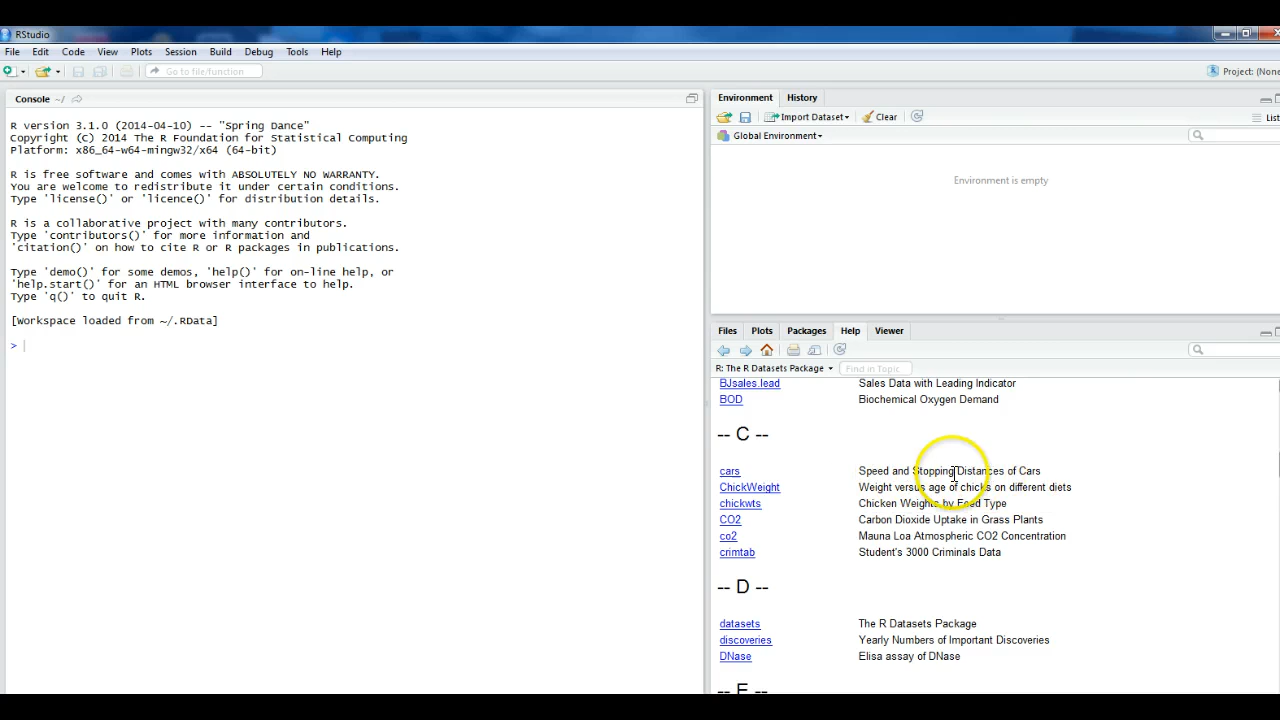 RStudio
File Edit Code View Plots Session Build Debug Tools Help
Go to file/function
Project: (None
Console ~/
R version 3.1.0 (2014-04-10) -- "Spring Dance"
Copyright (C) 2014 The R Foundation for Statistical Computing
Platform: x86_64-w64-mingw32/x64 (64-bit)
R is free software and comes with ABSOLUTELY NO WARRANTY.
You are welcome to redistribute it under certain conditions.
Type 'license()' or 'licence()' for distribution details.
R is a collaborative project with many contributors.
Type 'contributors()' for more information and
'citation()' on how to cite R or R packages in publications.
Type 'demo()' for some demos, 'help()' for on-line help, or
'help.start()' for an HTML browser interface to help.
Type 'q()' to quit R.
[Workspace loaded from ~/.RData]
>
Environment History
Import Dataset Clear
List
Global Environment
Environment is empty
Files Plots Packages Help Viewer
R: The R Datasets Package Find in Topic
BJsales.lead Sales Data with Leading Indicator
BOD Biochemical Oxygen Demand
-- C --
cars Speed and Stopping Distances of Cars
ChickWeight Weight versus age of chicks on different diets
chickwts Chicken Weights by Feed Type
CO2 Carbon Dioxide Uptake in Grass Plants
co2 Mauna Loa Atmospheric CO2 Concentration
crimtab Student's 3000 Criminals Data
-- D --
datasets The R Datasets Package
discoveries Yearly Numbers of Important Discoveries
DNase Elisa assay of DNase
-- E --